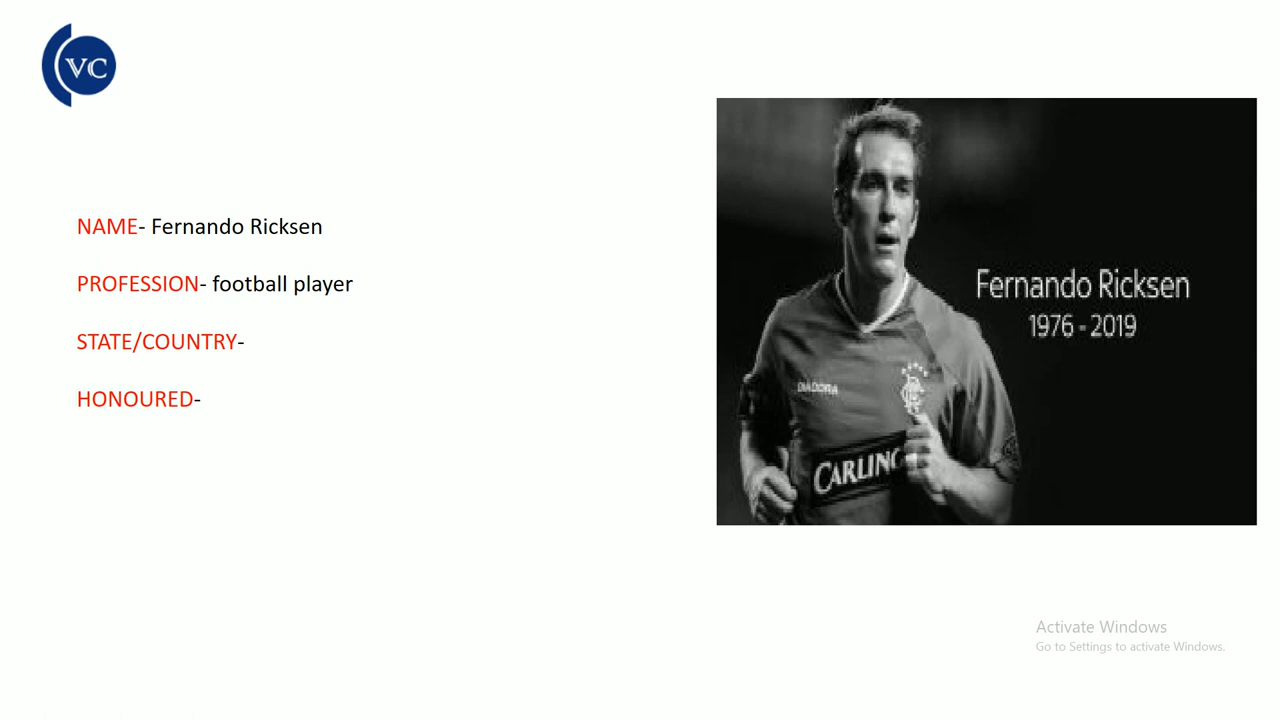 VC
NAME- Fernando Ricksen
PROFESSION- football player
STATE/COUNTRY-
HONOURED-
Fernando Ricksen
1976 - 2019
DIADORA
CARLING
Activate Windows
Go to Settings to activate Windows.